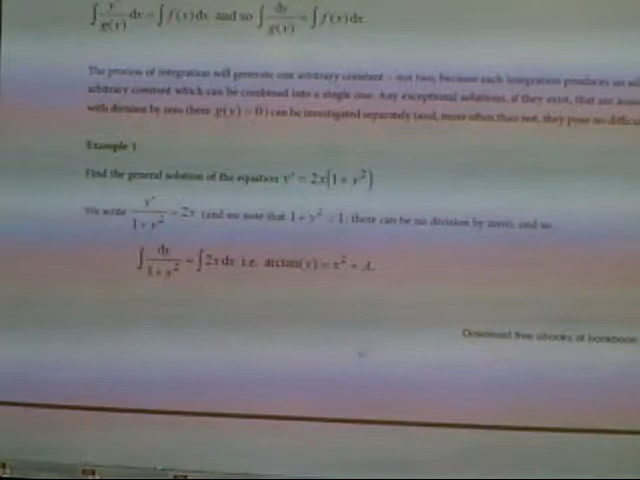 ∫ y'/g(y) dx = ∫ f(x)dx and so ∫ dy/g(y) = ∫ f(x)dx
The process of integration will generate one arbitrary constant – not two, because each integration produces an
arbitrary constant which can be combined into a single one. Any exceptional solutions, if they exist, that are
with division by zero (here g(y) = 0) can be investigated separately (and, more often than not, they pose no
Example 1
Find the general solution of the equation y' = 2x(1 + y²)
We write y'/(1 + y²) = 2x (and we note that 1 + y² ≥ 1; there can be no division by zero), and so
∫ dy/(1 + y²) = ∫ 2x dx i.e. arctan(y) = x² + A.
Download free ebooks at bookboon